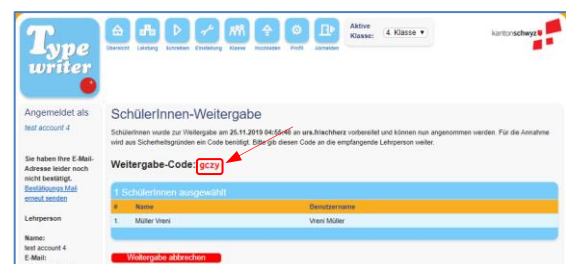 Type
writer
Übersicht Leistung Schreiben Einstellung Klasse Hochladen Profil Abmelden
Aktive
Klasse: 4. Klasse
kantonschwyz
Angemeldet als
test account 4
Sie haben Ihre E-Mail-
Adresse leider noch
nicht bestätigt.
Bestätigungs Mail
erneut senden
Lehrperson
Name:
test account 4
E-Mail:
SchülerInnen-Weitergabe
SchülerInnen wurde zur Weitergabe am 25.11.2019 04:55:46 an urs.frischherz vorbereitet und können nun angenommen werden. Für die Annahme
wird aus Sicherheitsgründen ein Code benötigt. Bitte gib diesen Code an die empfangende Lehrperson weiter.
Weitergabe-Code: gczy
1 SchülerInnen ausgewählt
# Name Benutzername
1. Müller Vreni Vreni Müller
Weitergabe abbrechen